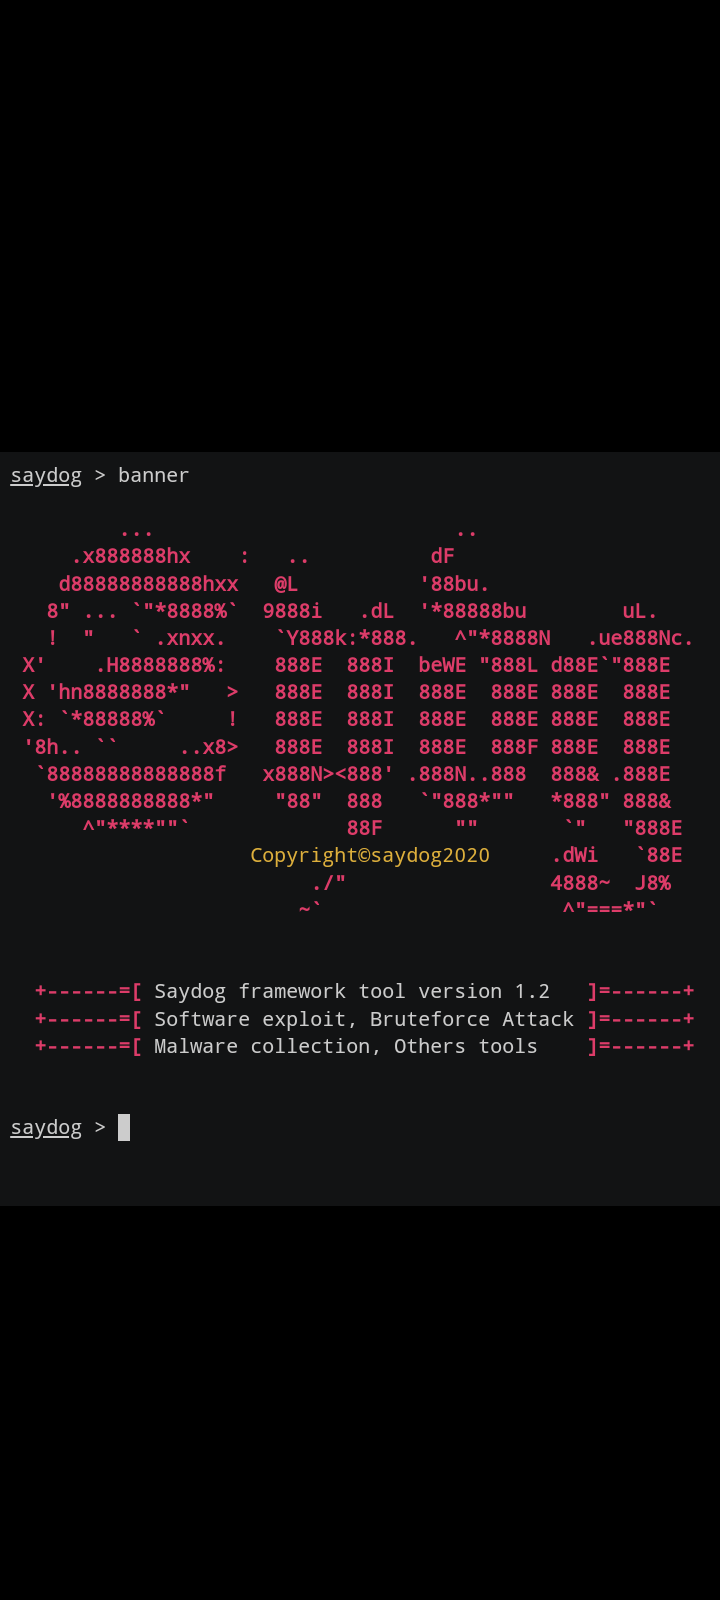 saydog > banner
         ...                         ..
     .x888888hx    :   ..          dF
    d88888888888hxx   @L          '88bu.
   8" ... `"*8888%`  9888i   .dL  '*88888bu        uL.
   !  "   ` .xnxx.    `Y888k:*888.   ^"*8888N   .ue888Nc.
 X'    .H8888888%:    888E  888I  beWE "888L d88E`"888E
 X 'hn8888888*"   >   888E  888I  888E  888E 888E  888E
 X: `*88888%`     !   888E  888I  888E  888E 888E  888E
 '8h.. ``     ..x8>   888E  888I  888E  888F 888E  888E
  `88888888888888f   x888N><888' .888N..888  888& .888E
   '%8888888888*"     "88"  888   `"888*""   *888" 888&
      ^"****""`             88F      ""       `"   "888E
                    Copyright©saydog2020     .dWi   `88E
                         ./"                 4888~  J8%
                        ~`                    ^"===*"`
+------=[ Saydog framework tool version 1.2   ]=------+
+------=[ Software exploit, Bruteforce Attack ]=------+
+------=[ Malware collection, Others tools    ]=------+
saydog >